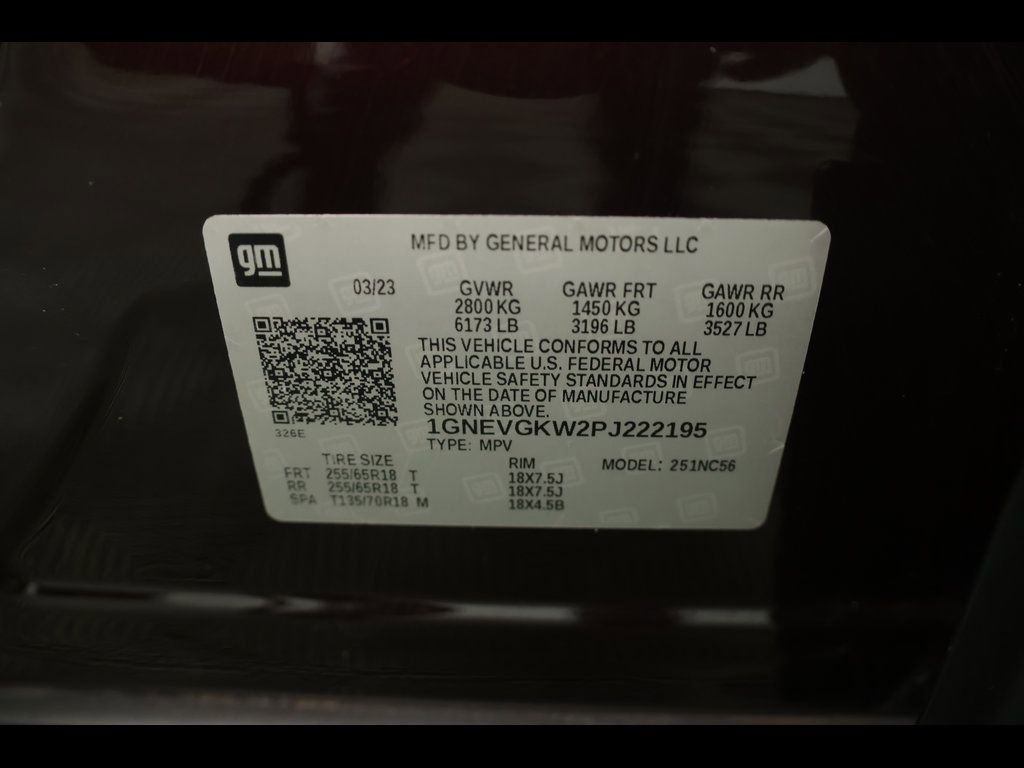 gm
MFD BY GENERAL MOTORS LLC
03/23
GVWR GAWR FRT GAWR RR
2800 KG 1450 KG 1600 KG
6173 LB 3196 LB 3527 LB
THIS VEHICLE CONFORMS TO ALL
APPLICABLE U.S. FEDERAL MOTOR
VEHICLE SAFETY STANDARDS IN EFFECT
ON THE DATE OF MANUFACTURE
SHOWN ABOVE.
326E
1GNEVGKW2PJ222195
TYPE: MPV
TIRE SIZE RIM MODEL: 251NC56
FRT 255/65R18 T 18X7.5J
RR 255/65R18 T 18X7.5J
SPA T135/70R18 M 18X4.5B